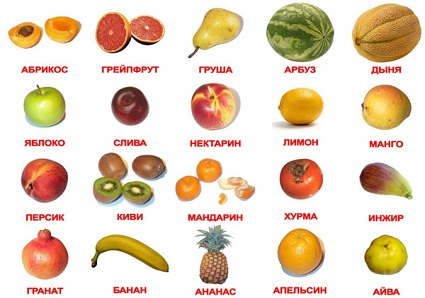 АБРИКОС ГРЕЙПФРУТ ГРУША АРБУЗ ДЫНЯ
ЯБЛОКО СЛИВА НЕКТАРИН ЛИМОН МАНГО
ПЕРСИК КИВИ МАНДАРИН ХУРМА ИНЖИР
ГРАНАТ БАНАН АНАНАС АПЕЛЬСИН АЙВА